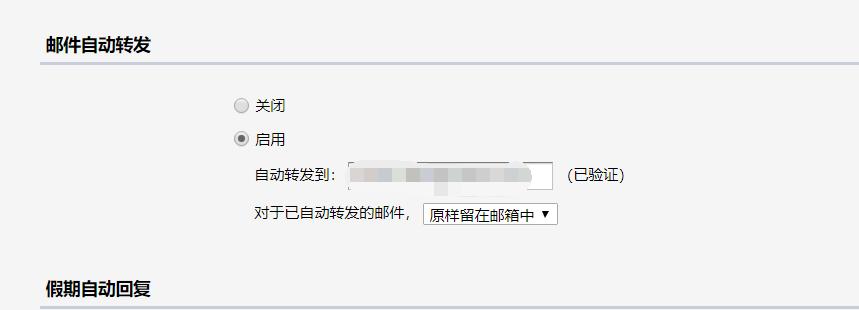 邮件自动转发
关闭
启用
自动转发到： （已验证）
对于已自动转发的邮件， 原样留在邮箱中
假期自动回复